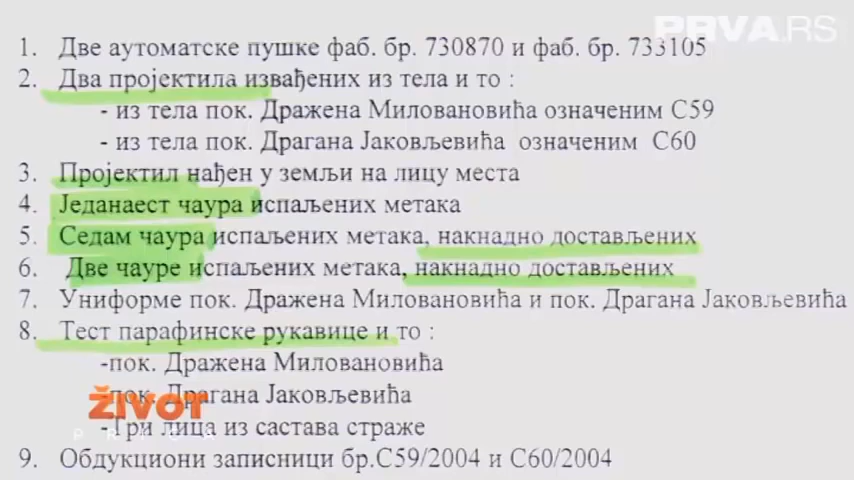 PRVA.RS
1. Две аутоматске пушке фаб. бр. 730870 и фаб. бр. 733105
2. Два пројектила извађених из тела и то :
- из тела пок. Дражена Миловановића означеним С59
- из тела пок. Драгана Јаковљевића означеним С60
3. Пројектил нађен у земљи на лицу места
4. Једанаест чаура испаљених метака
5. Седам чаура испаљених метака, накнадно достављених
6. Две чауре испаљених метака, накнадно достављених
7. Униформе пок. Дражена Миловановића и пок. Драгана Јаковљевића
8. Тест парафинске рукавице и то :
-пок. Дражена Миловановића
-пок. Драгана Јаковљевића
ŽIVOT
-Три лица из састава страже
PRIČA
9. Обдукциони записници бр.С59/2004 и С60/2004